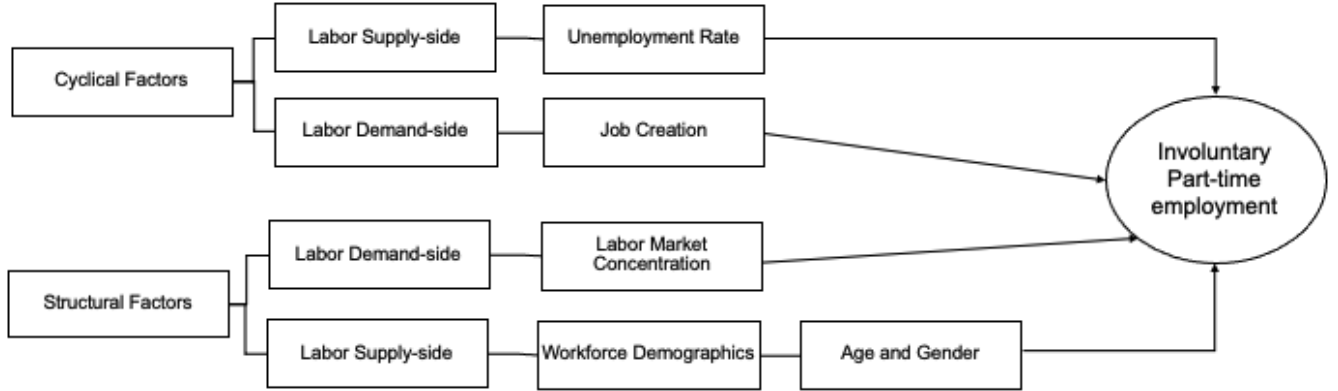 Labor Supply-side
Unemployment Rate
Cyclical Factors
Labor Demand-side
Job Creation
Involuntary
Part-time
employment
Labor Demand-side
Labor Market
Concentration
Structural Factors
Labor Supply-side
Workforce Demographics
Age and Gender